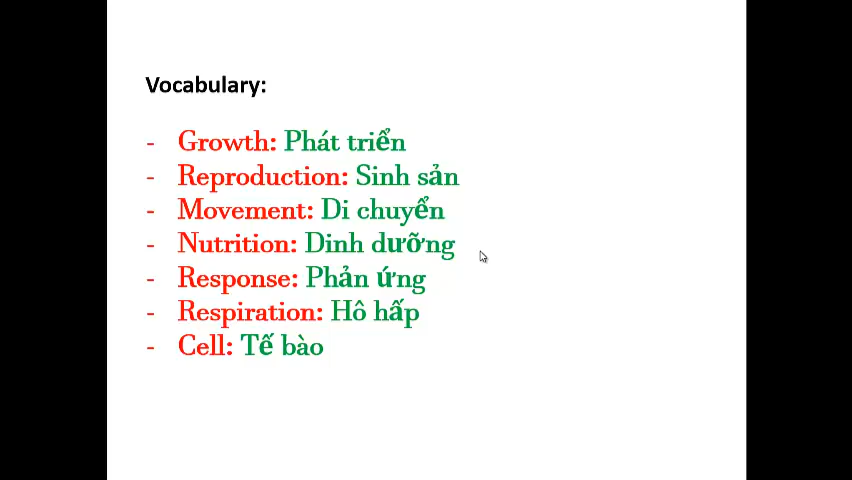 Vocabulary:
- Growth: Phát triển
- Reproduction: Sinh sản
- Movement: Di chuyển
- Nutrition: Dinh dưỡng
- Response: Phản ứng
- Respiration: Hô hấp
- Cell: Tế bào